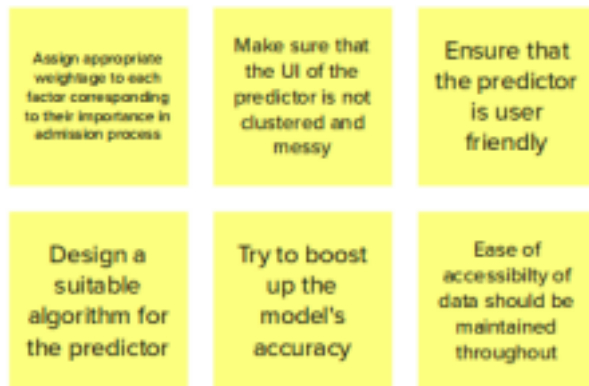 Assign appropriate
weightage to each
factor corresponding
to their importance in
admission process
Make sure that
the UI of the
predictor is not
clustered and
messy
Ensure that
the predictor
is user
friendly
Design a
suitable
algorithm for
the predictor
Try to boost
up the
model's
accuracy
Ease of
accessibilty of
data should be
maintained
throughout